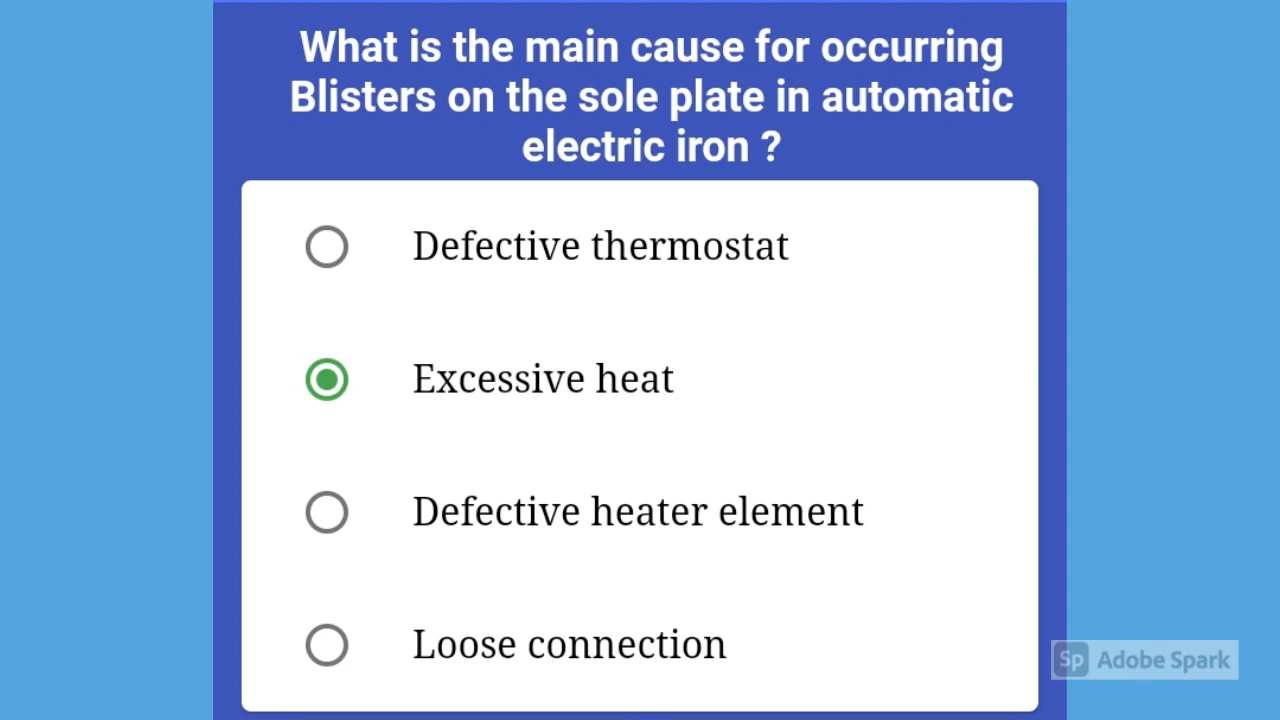 What is the main cause for occurring
Blisters on the sole plate in automatic
electric iron ?
Defective thermostat
Excessive heat
Defective heater element
Loose connection
Sp Adobe Spark